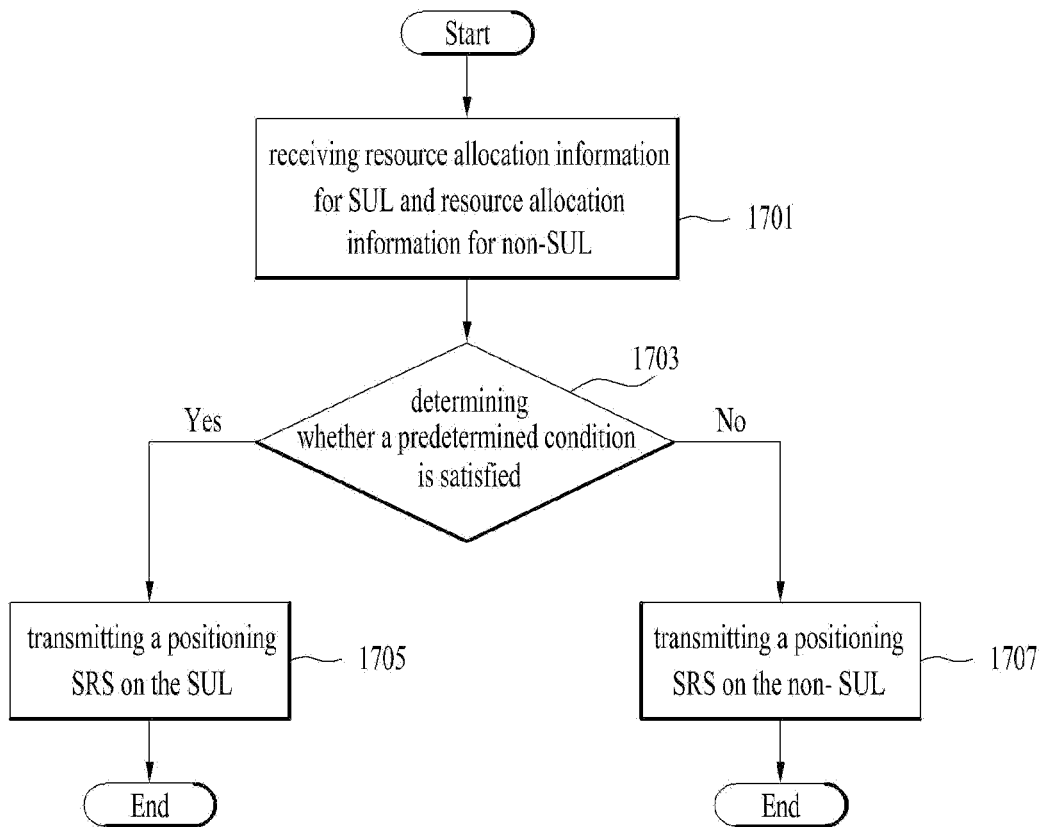 Start
receiving resource allocation information
for SUL and resource allocation
information for non-SUL
1701
1703
determining
whether a predetermined condition
is satisfied
Yes
No
transmitting a positioning
SRS on the SUL
1705
transmitting a positioning
SRS on the non- SUL
1707
End
End